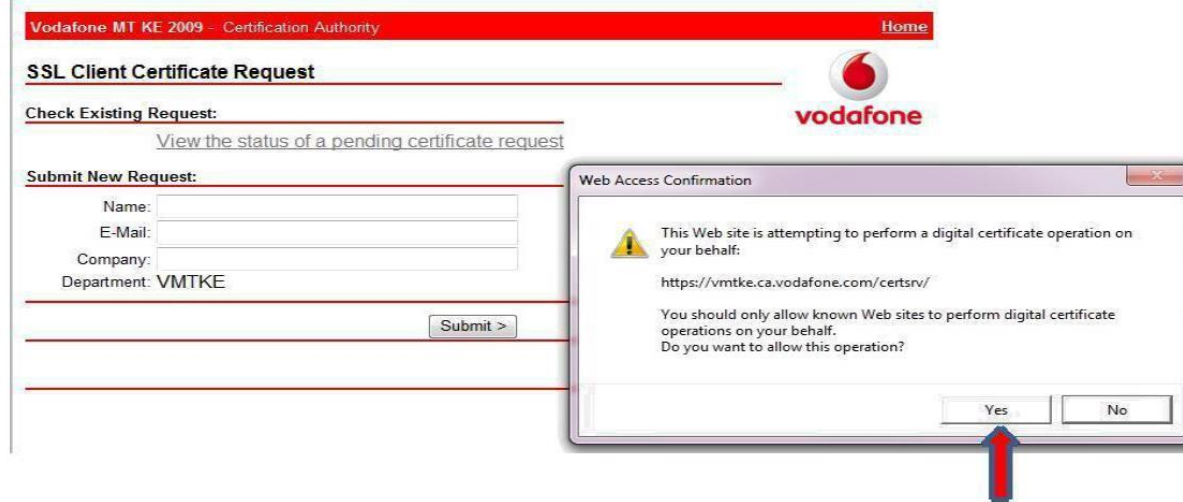 Vodafone MT KE 2009 - Certification Authority
Home
SSL Client Certificate Request
vodafone
Check Existing Request:
View the status of a pending certificate request
Submit New Request:
Name:
E-Mail:
Company:
Department: VMTKE
Submit >
Web Access Confirmation
This Web site is attempting to perform a digital certificate operation on
your behalf:
https://vmtke.ca.vodafone.com/certsrv/
You should only allow known Web sites to perform digital certificate
operations on your behalf.
Do you want to allow this operation?
Yes
No